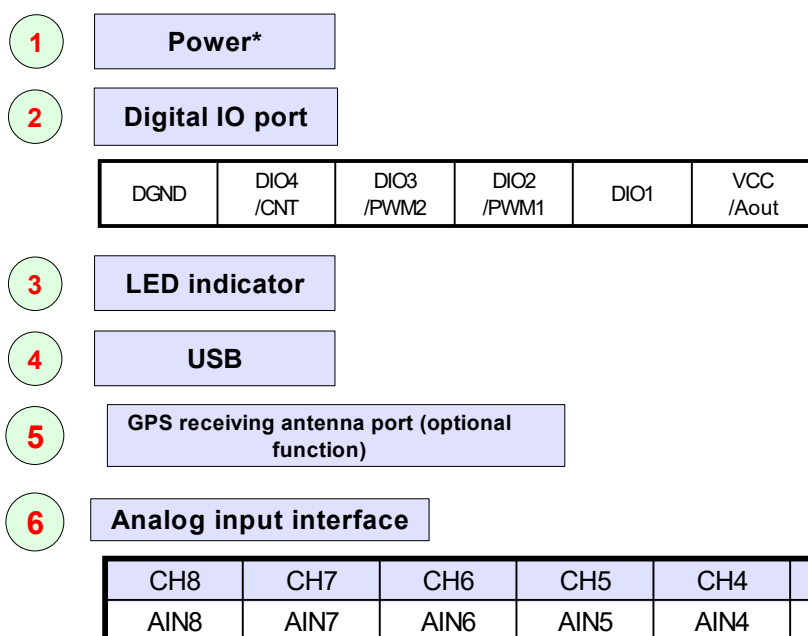 1 Power*
2 Digital IO port
DGND DIO4 DIO3 DIO2 DIO1 VCC
/CNT /PWM2 /PWM1 /Aout
3 LED indicator
4 USB
5 GPS receiving antenna port (optional
function)
6 Analog input interface
CH8 CH7 CH6 CH5 CH4
AIN8 AIN7 AIN6 AIN5 AIN4